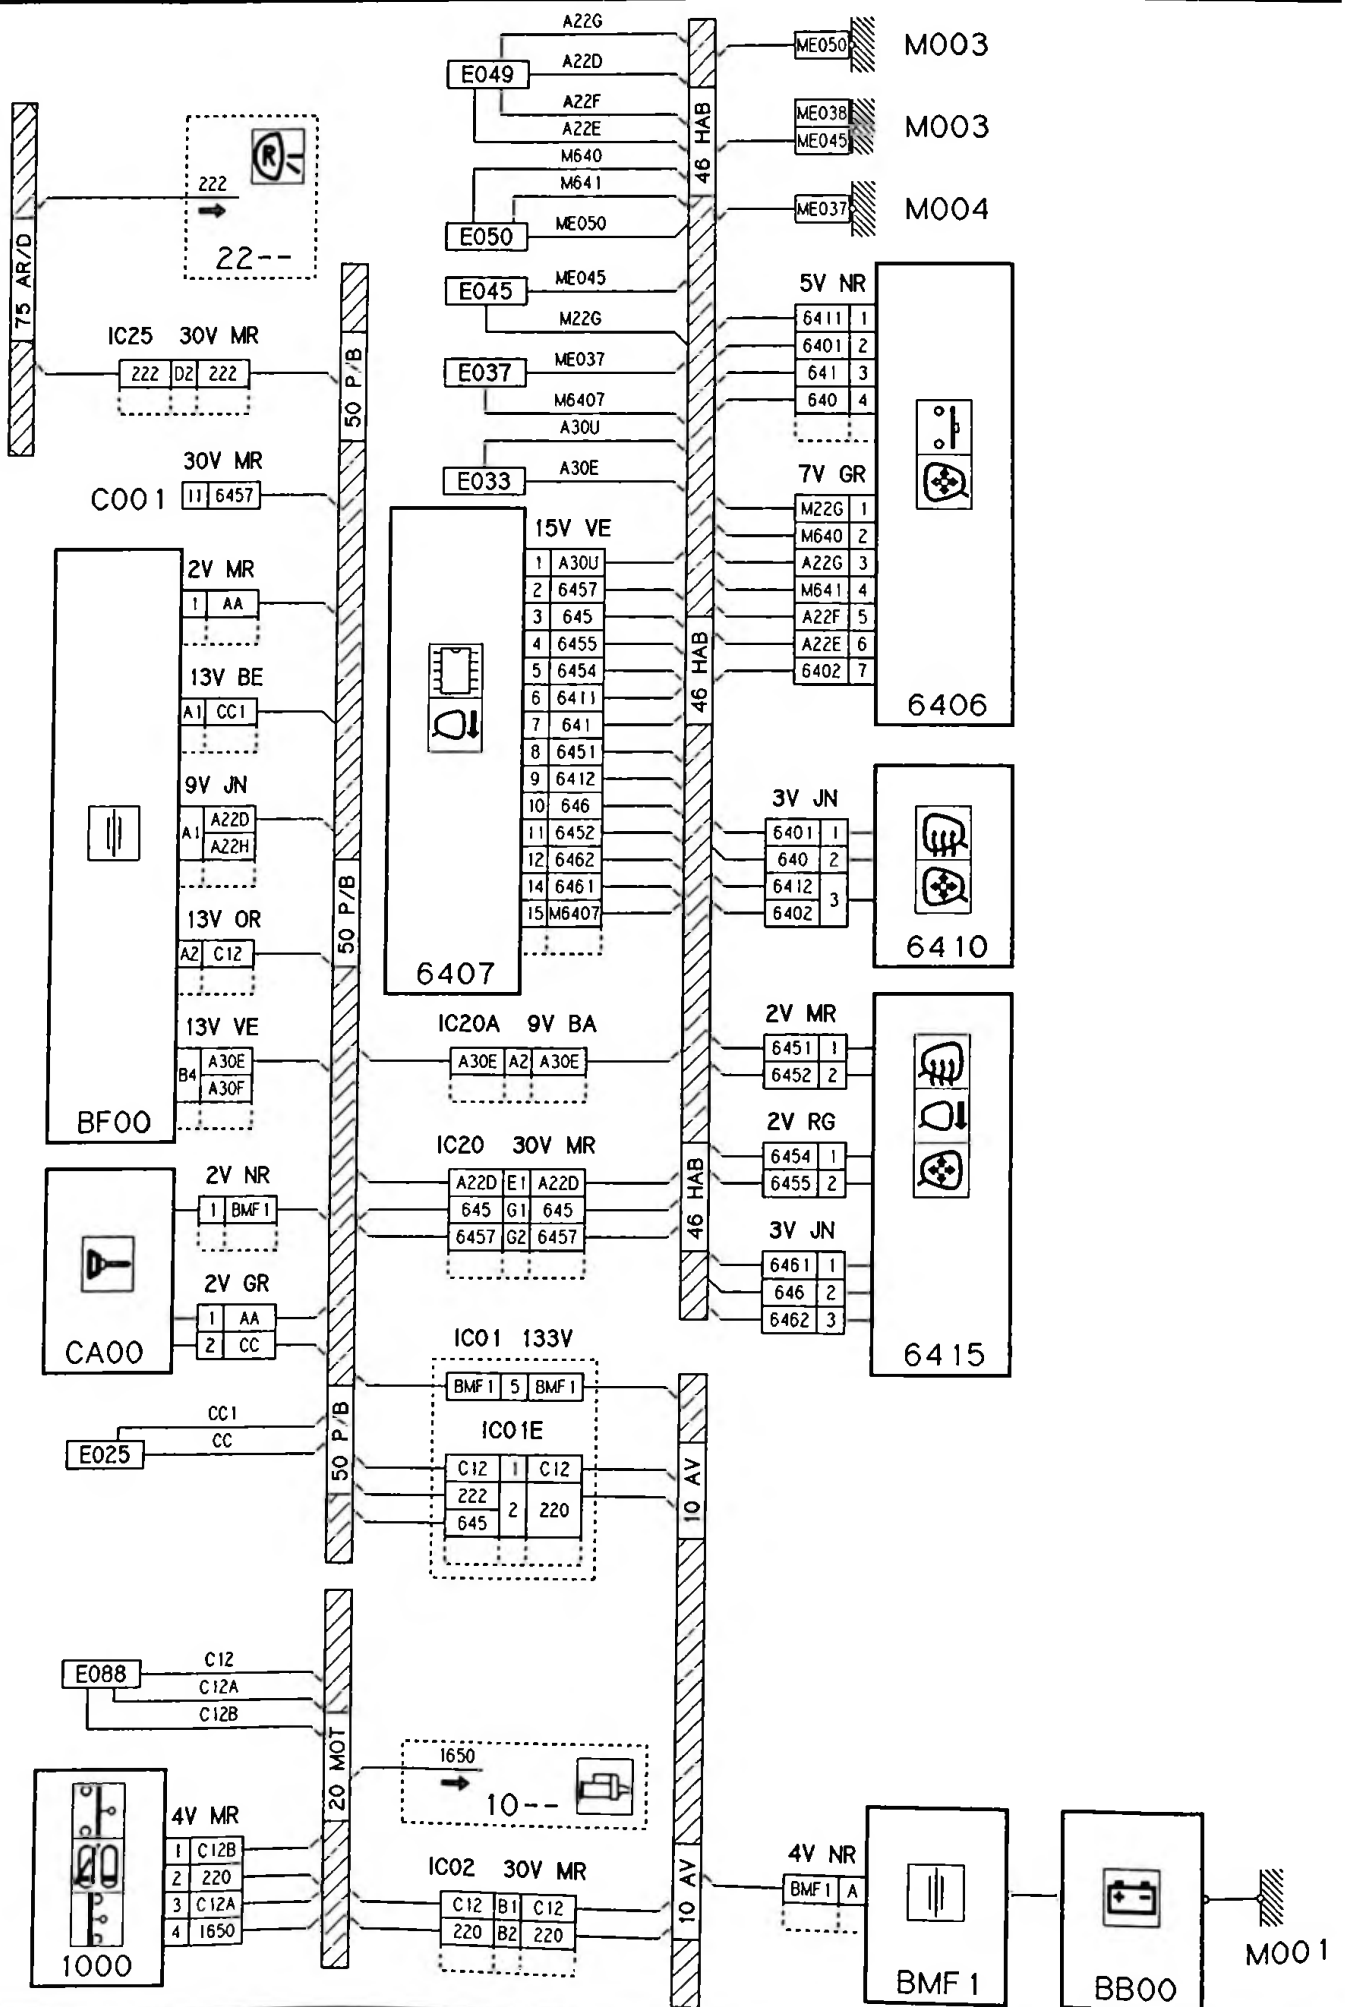 75 AR/D
222
R
22--
IC25 30V MR
222 D2 222
30V MR
C001 11 6457
2V MR
1 AA
13V BE
A1 CC1
9V JN
A1 A22D
A22H
13V OR
A2 C12
13V VE
B4 A30E
A30F
BF00
2V NR
1 BMF1
2V GR
1 AA
2 CC
CA00
CC1
CC
E025
50 P/B
50 P/B
50 P/B
E088
C12
C12A
C12B
4V MR
1 C12B
2 220
3 C12A
4 1650
1000
20 MOT
A22G
E049
A22D
A22F
A22E
M640
M641
E050
ME050
E045
ME045
M22G
E037
ME037
M6407
A30U
E033
A30E
15V VE
1 A30U
2 6457
3 645
4 6455
5 6454
6 6411
7 641
8 6451
9 6412
10 646
11 6452
12 6462
14 6461
15 M6407
6407
IC20A 9V BA
A30E A2 A30E
IC20 30V MR
A22D E1 A22D
645 G1 645
6457 G2 6457
IC01 133V
BMF1 5 BMF1
IC01E
C12 1 C12
222 2 220
645
1650
10--
IC02 30V MR
C12 B1 C12
220 B2 220
46 HAB
46 HAB
46 HAB
10 AV
10 AV
ME050 M003
ME038 M003
ME045
ME037 M004
5V NR
6411 1
6401 2
641 3
640 4
7V GR
M22G 1
M640 2
A22G 3
M641 4
A22F 5
A22E 6
6402 7
6406
3V JN
6401 1
640 2
6412 3
6402
6410
2V MR
6451 1
6452 2
2V RG
6454 1
6455 2
3V JN
6461 1
646 2
6462 3
6415
4V NR
BMF1 A
BMF1
+ -
BB00
M001